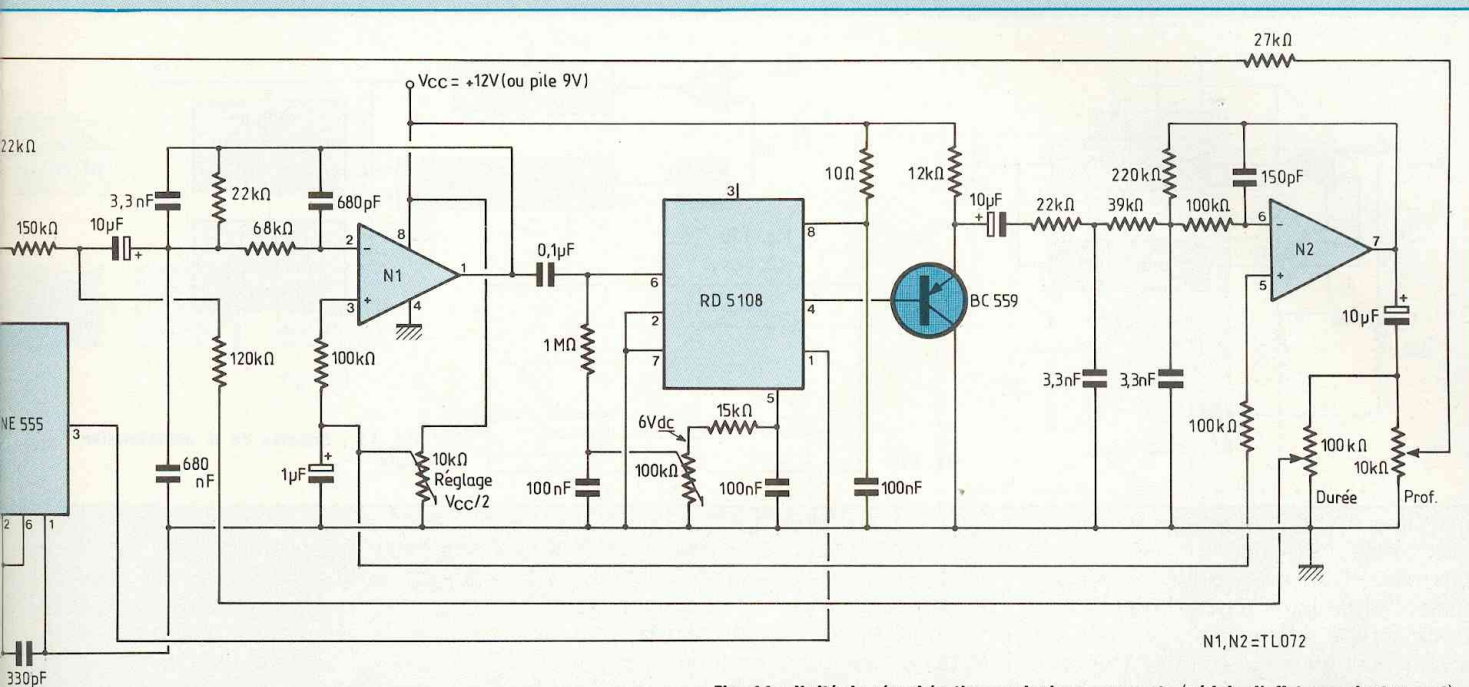 27kΩ
VCC = +12V (ou pile 9V)
22kΩ
3,3nF
22kΩ
680pF
10Ω
12kΩ
220kΩ
150pF
150kΩ
10µF
+
68kΩ
2
−
8
N1
1
3
+
4
0,1µF
3
8
6
RD 5108
4
2
7
1
5
10µF
+
22kΩ
39kΩ
100kΩ
6
−
N2
7
+
5
BC 559
+
10µF
120kΩ
100kΩ
1MΩ
3,3nF
3,3nF
NE 555
3
680
nF
+
1µF
10kΩ
Réglage
VCC/2
15kΩ
6Vdc
100kΩ
100nF
100nF
100nF
100kΩ
100kΩ
Durée
10kΩ
Prof.
2
6
1
330pF
N1, N2 = TL072